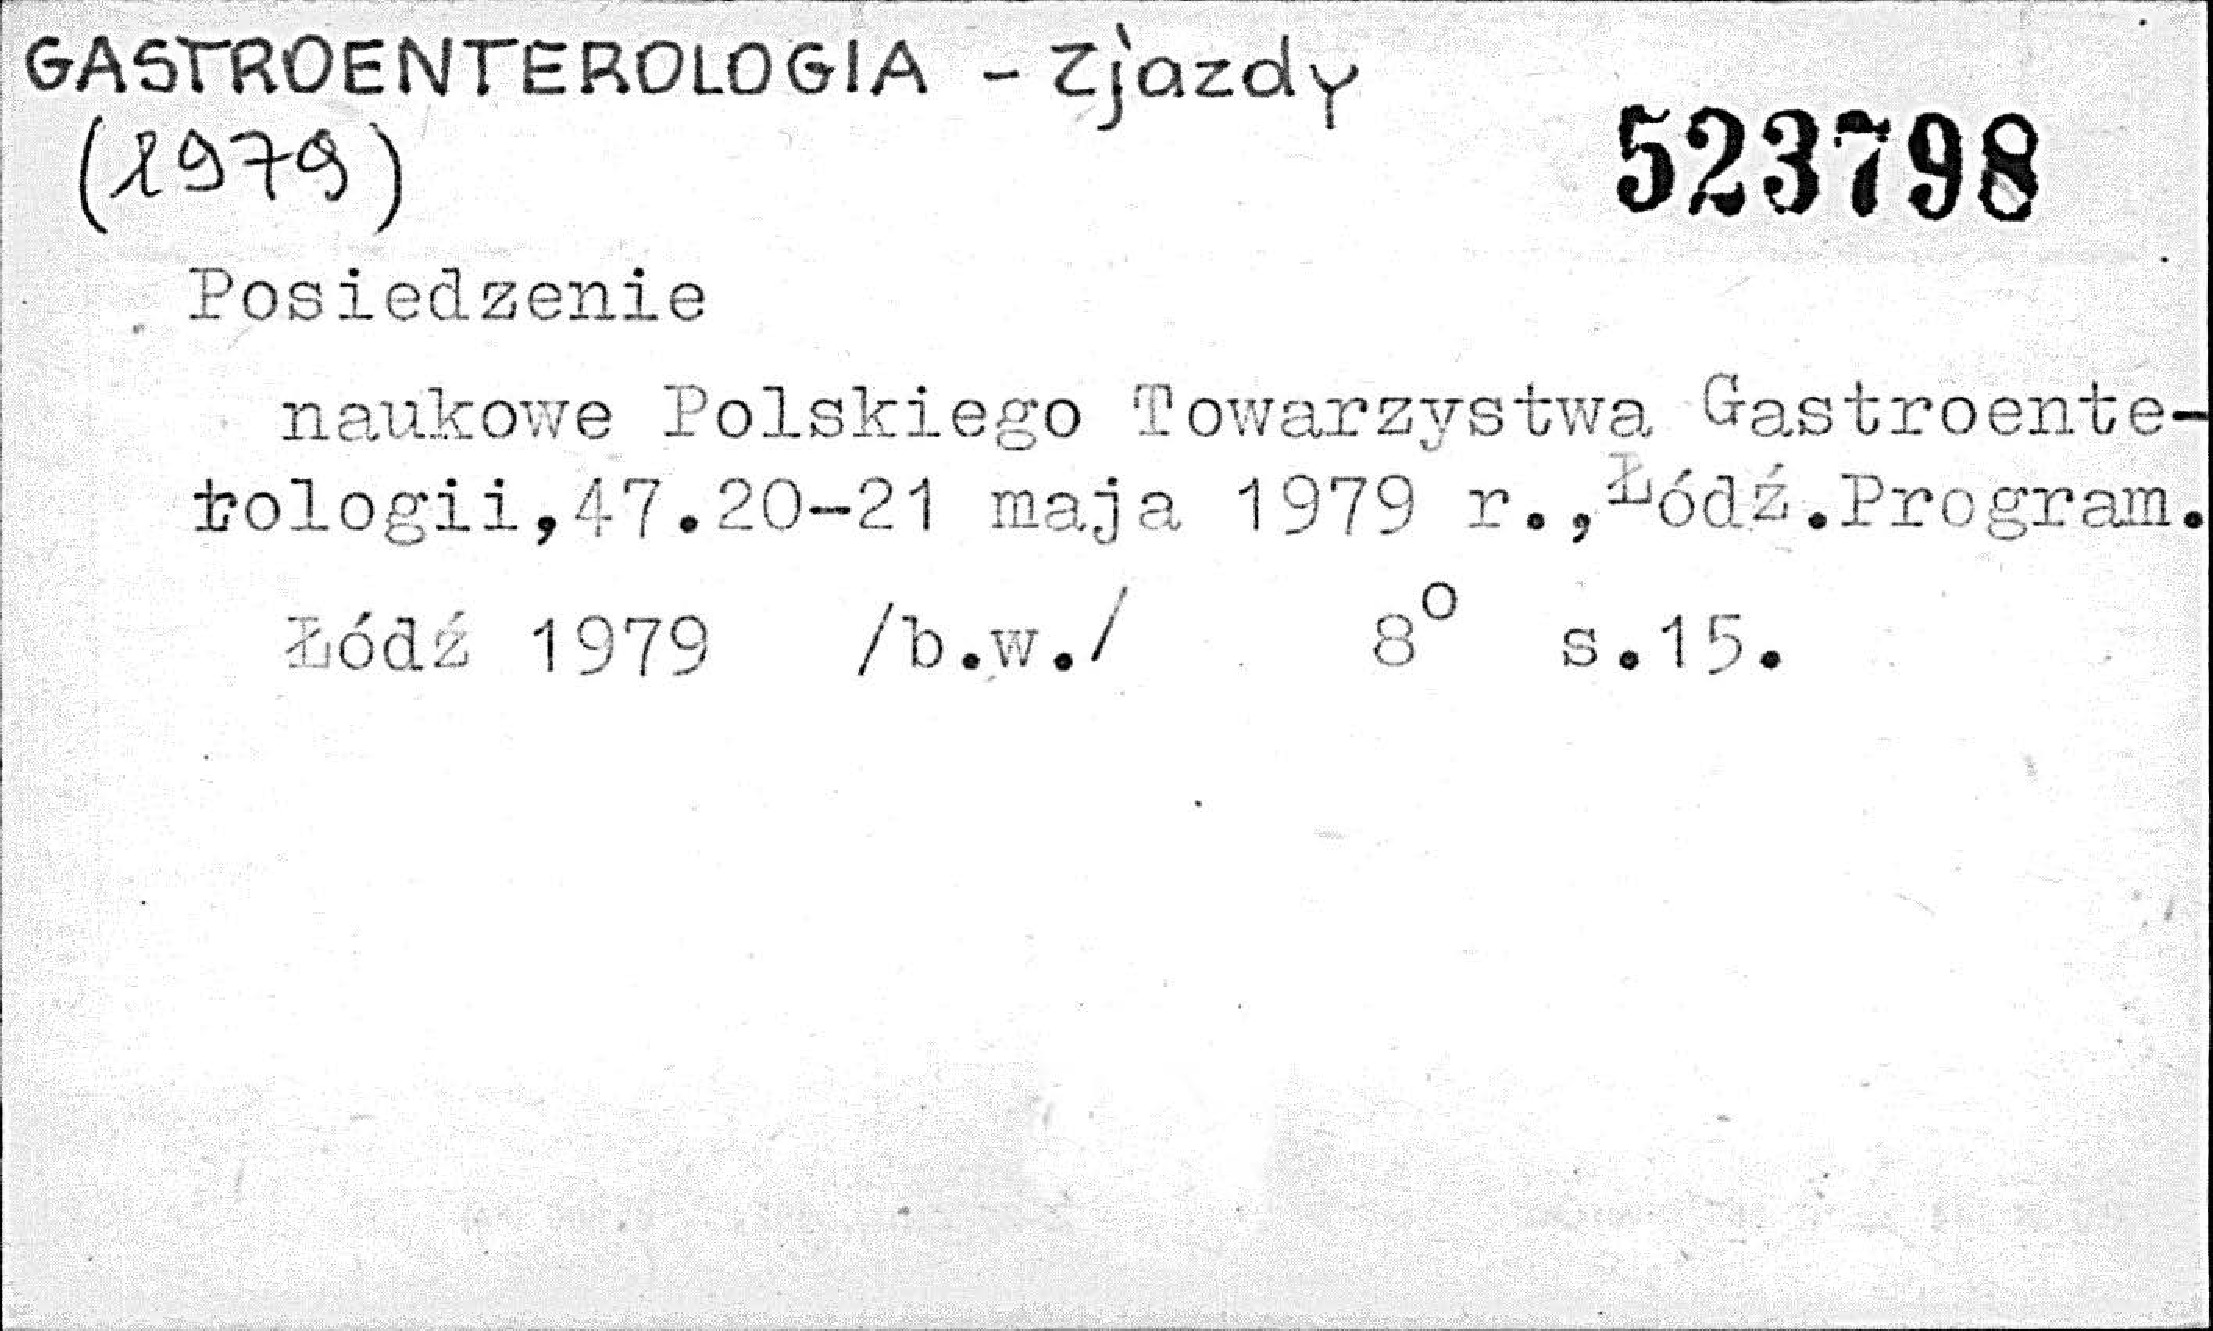 GASTROENTEROLOGIA - Zjazdy
(1979)
523798
Posiedzenie
naukowe Polskiego Towarzystwa Gastroente-
rologii,47.20-21 maja 1979 r.,Łódź.Program.
Łódź 1979 /b.w./ 8° s.15.